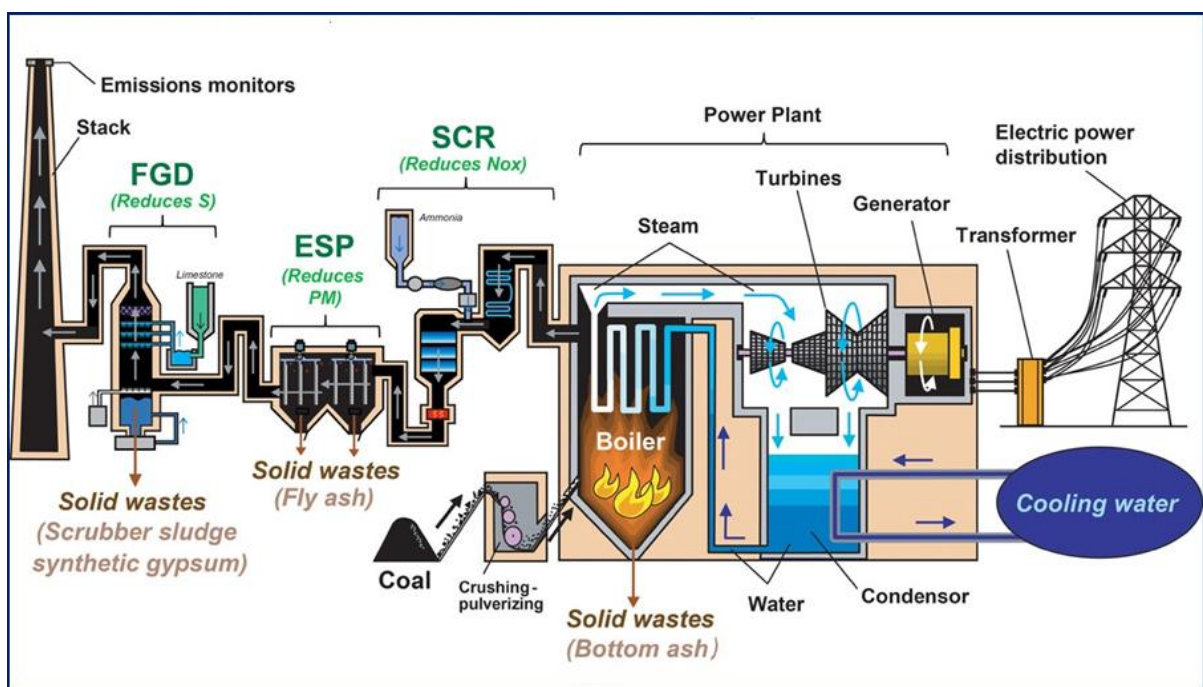 Emissions monitors
Stack
FGD
(Reduces S)
Limestone
ESP
(Reduces
PM)
SCR
(Reduces Nox)
Ammonia
Power Plant
Steam
Turbines
Generator
Transformer
Electric power
distribution
Boiler
Cooling water
Solid wastes
(Scrubber sludge
synthetic gypsum)
Solid wastes
(Fly ash)
Coal
Crushing-
pulverizing
Solid wastes
(Bottom ash)
Water
Condensor